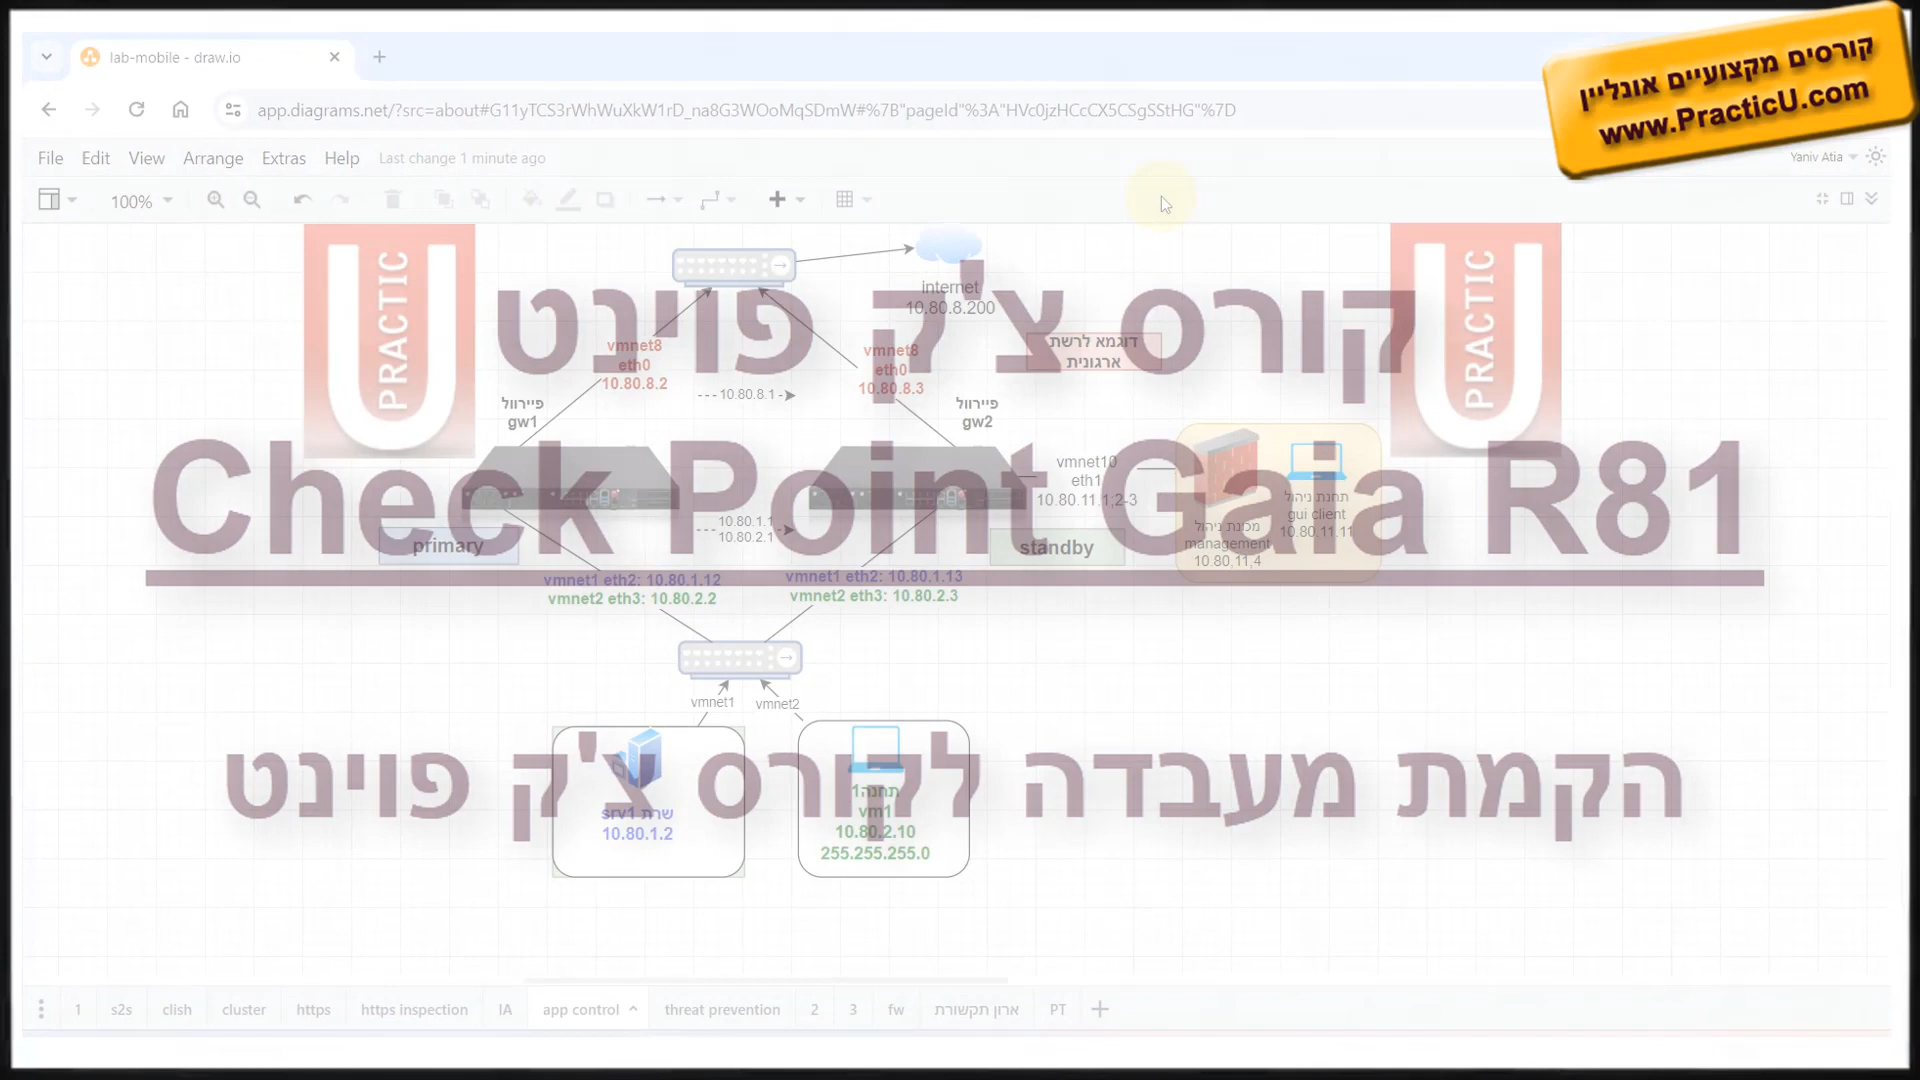 lab-mobile - draw.io
קורסים מקצועיים אונליין
www.PracticU.com
app.diagrams.net/?src=about#G11yTCS3rWhWuXkW1rD_na8G3WOoMqSDmW#%7B"pageId"%3A"HVc0jzHCcCX5CSgSStHG"%7D
File Edit View Arrange Extras Help Last change 1 minute ago
Yaniv Atia
100%
PRACTIC
U
PRACTIC
U
קורס צ'ק פוינט
internet
10.80.8.200
דוגמא לרשת
ארגונית
vmnet8
eth0
10.80.8.2
vmnet8
eth0
10.80.8.3
10.80.8.1
פיירוול
gw1
פיירוול
gw2
Check Point Gaia R81
vmnet10
eth1
10.80.11.1;2-3
תחנת ניהול
gui client
10.80.11.11
מכונת ניהול
management
10.80,11,4
10.80.1.1
10.80.2.1
primary
standby
vmnet1 eth2: 10.80.1.12
vmnet2 eth3: 10.80.2.2
vmnet1 eth2: 10.80.1.13
vmnet2 eth3: 10.80.2.3
vmnet1
vmnet2
הקמת מעבדה לקורס צ'ק פוינט
שרת srv1
10.80.1.2
תחנה1
vm1
10.80.2.10
255.255.255.0
1 s2s clish cluster https https inspection IA app control threat prevention 2 3 fw ארון תקשורת PT